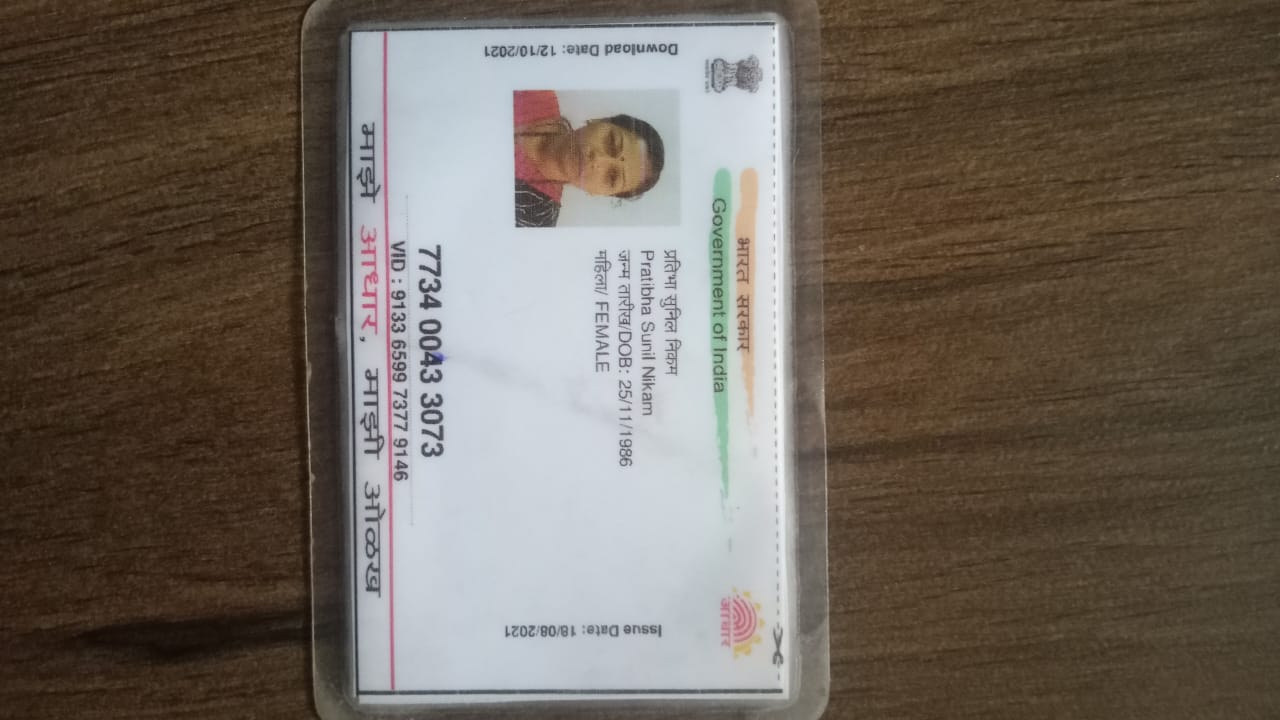 भारत सरकार
Government of India
Download Date: 12/10/2021
प्रतिभा सुनिल निकम
Pratibha Sunil Nikam
जन्म तारीख/DOB: 25/11/1986
महिला/ FEMALE
Issue Date: 18/08/2021
आधार
7734 0043 3073
VID : 9133 6599 7377 9146
माझे आधार, माझी ओळख